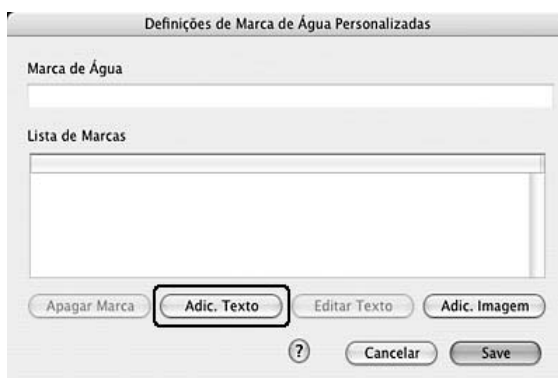 Definições de Marca de Água Personalizadas
Marca de Água
Lista de Marcas
Apagar Marca Adic. Texto Editar Texto Adic. Imagem
? Cancelar Save